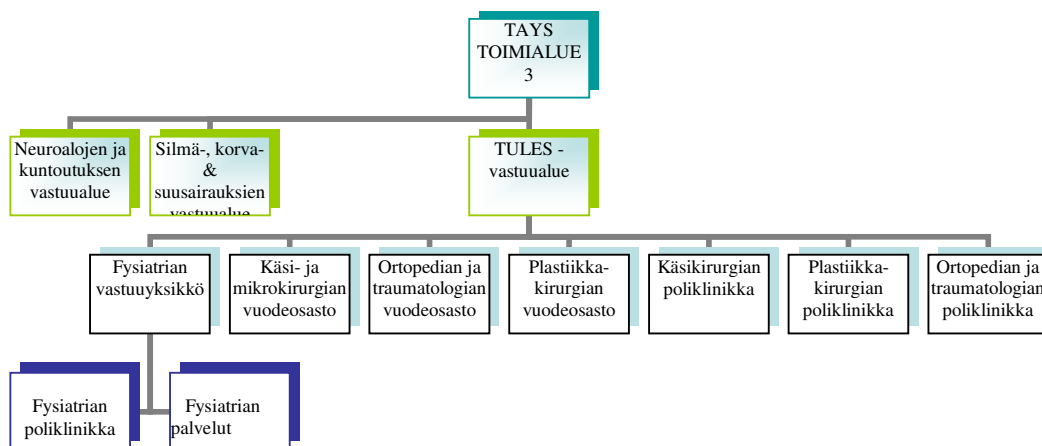 TAYS
TOIMIALUE
3
Neuroalojen ja
kuntoutuksen
vastuualue
Silmä-, korva-
&
suusairauksien
vastuualue
TULES -
vastuualue
Fysiatrian
vastuuyksikkö
Käsi- ja
mikrokirurgian
vuodeosasto
Ortopedian ja
traumatologian
vuodeosasto
Plastiikka-
kirurgian
vuodeosasto
Käsikirurgian
poliklinikka
Plastiikka-
kirurgian
poliklinikka
Ortopedian ja
traumatologian
poliklinikka
Fysiatrian
poliklinikka
Fysiatrian
palvelut